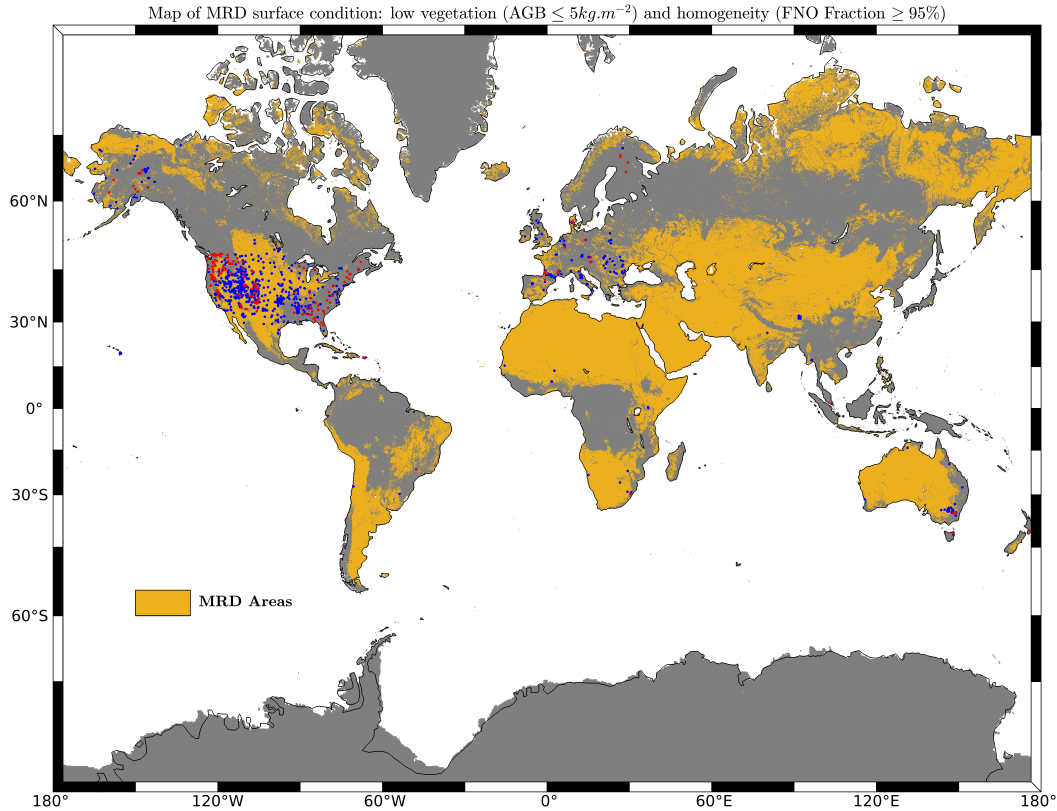 Map of MRD surface condition: low vegetation (AGB ≤ 5kg.m⁻²) and homogeneity (FNO Fraction ≥ 95%)
60°N
30°N
0°
30°S
60°S
MRD Areas
180° 120°W 60°W 0° 60°E 120°E 180°